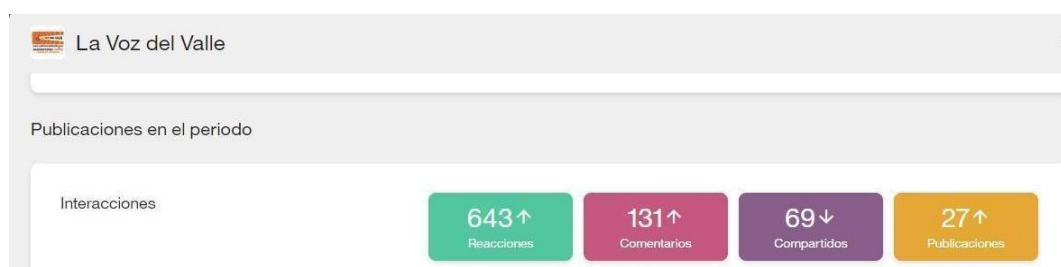 La Voz del Valle
Publicaciones en el periodo
Interacciones
643↑ 131↑ 69↓ 27↑
Reacciones Comentarios Compartidos Publicaciones